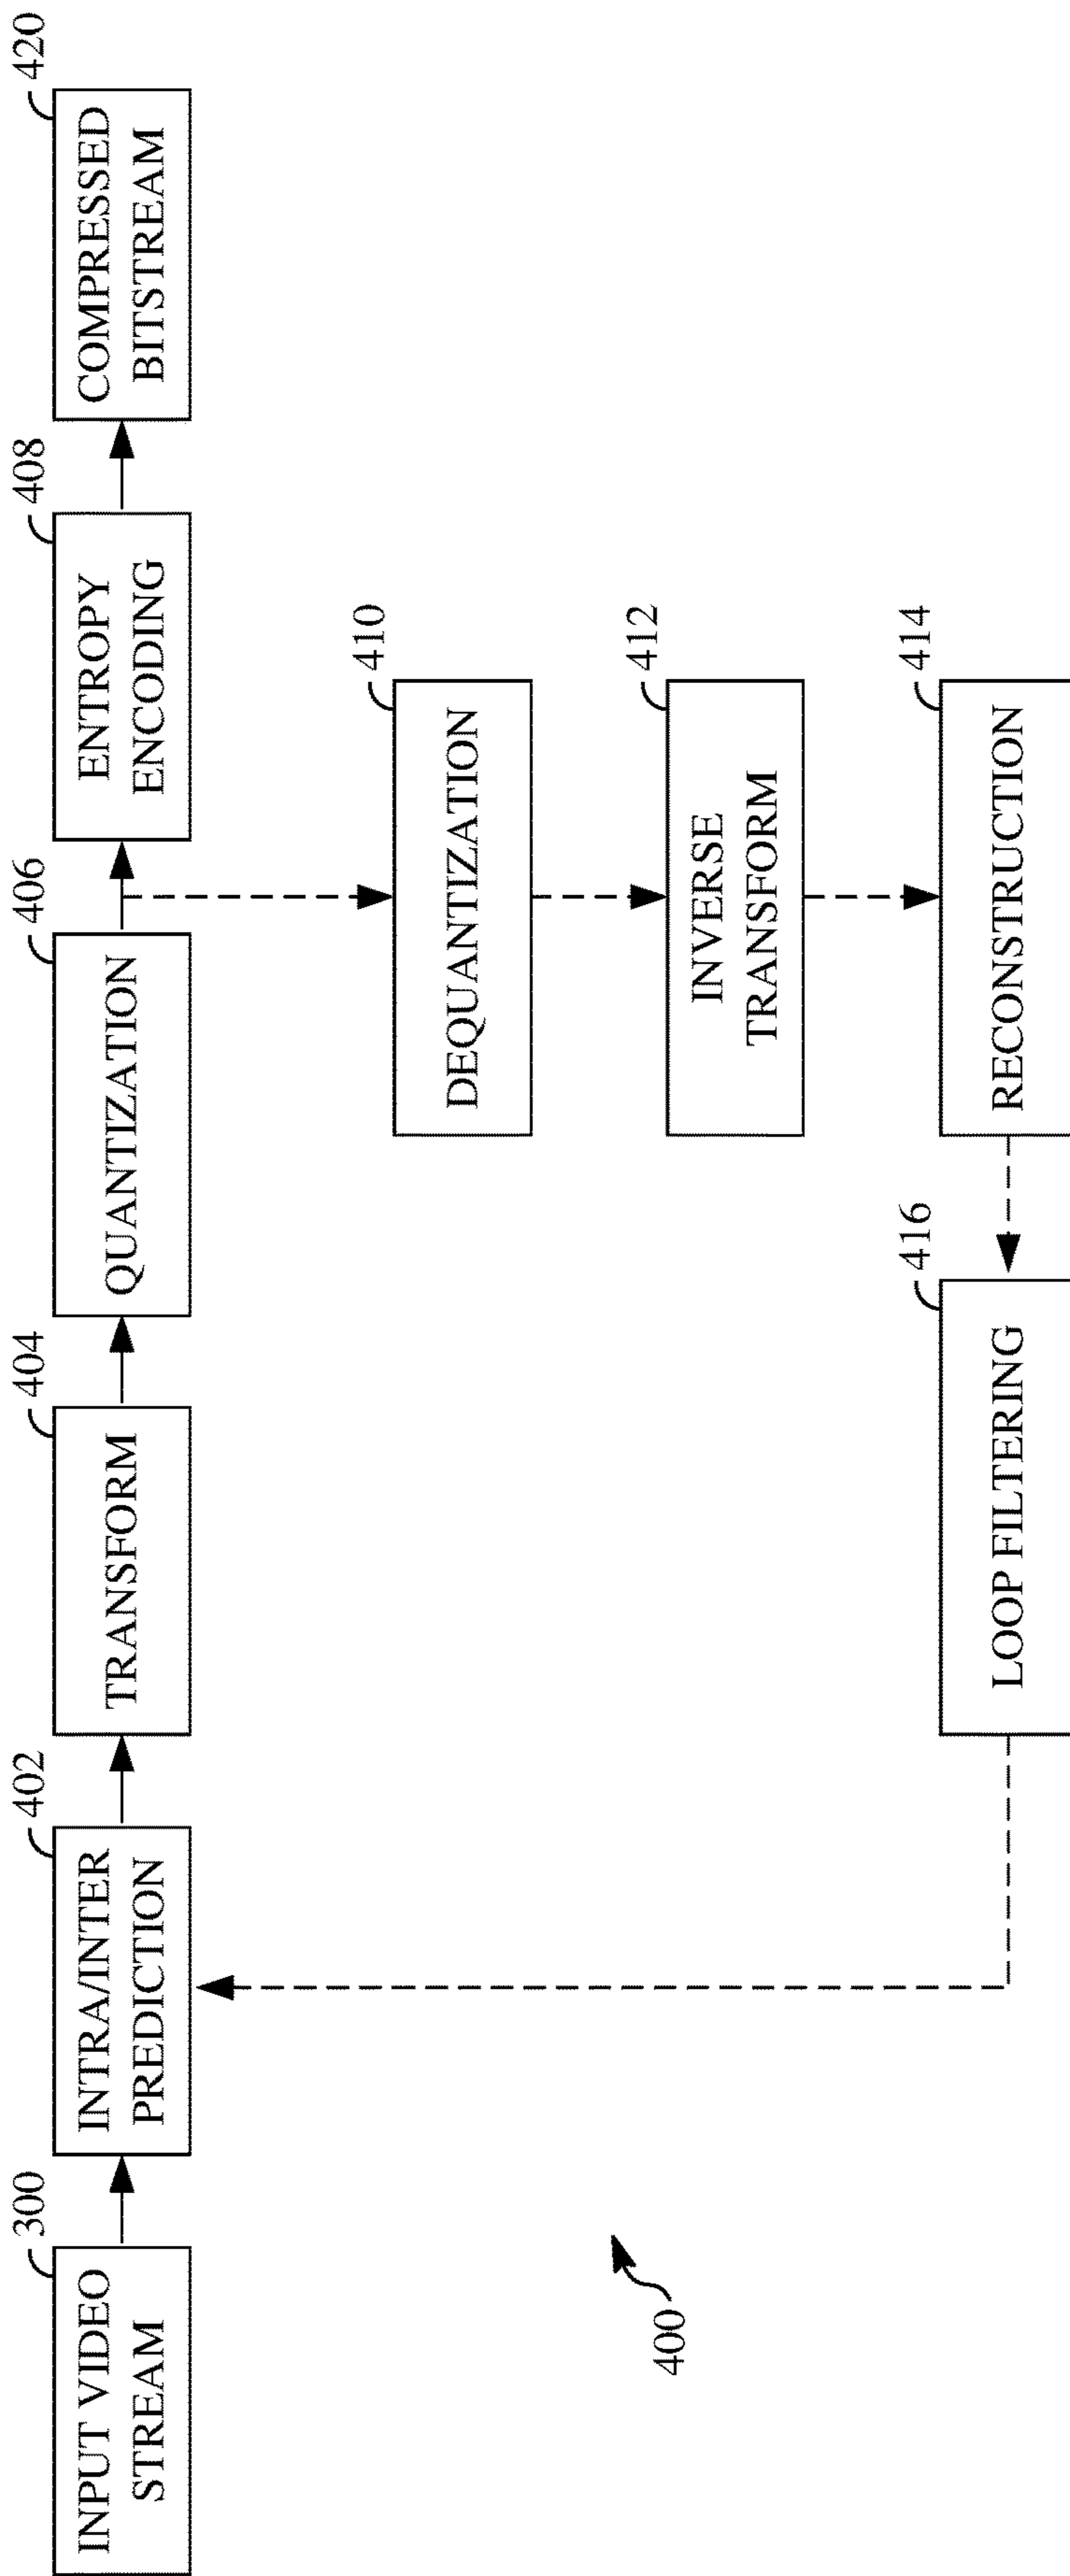 300
INPUT VIDEO
STREAM
402
INTRA/INTER
PREDICTION
404
TRANSFORM
406
QUANTIZATION
408
ENTROPY
ENCODING
420
COMPRESSED
BITSTREAM
410
DEQUANTIZATION
412
INVERSE
TRANSFORM
414
RECONSTRUCTION
416
LOOP FILTERING
400